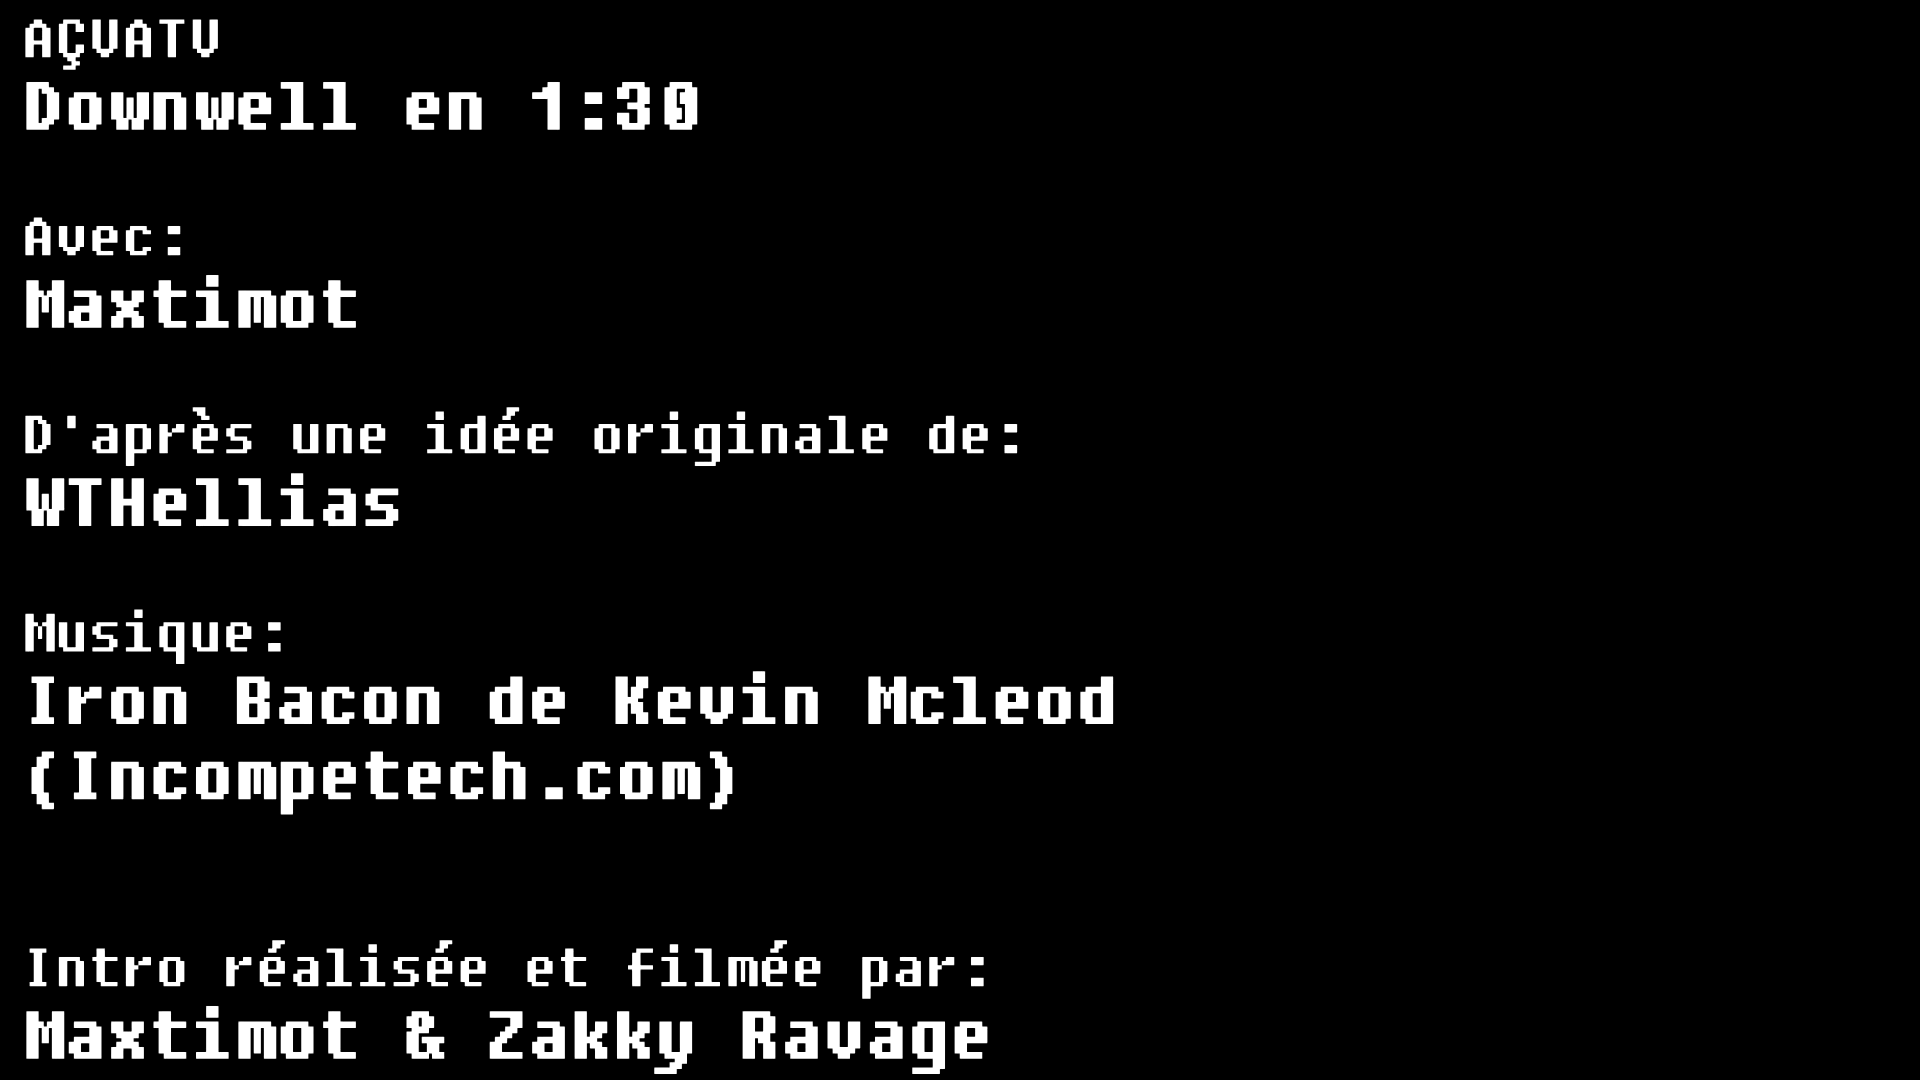 AÇVATV
Downwell en 1:30
Avec:
Maxtimot
D'après une idée originale de:
WTHellias
Musique:
Iron Bacon de Kevin Mcleod
(Incompetech.com)
Intro réalisée et filmée par:
Maxtimot & Zakky Ravage